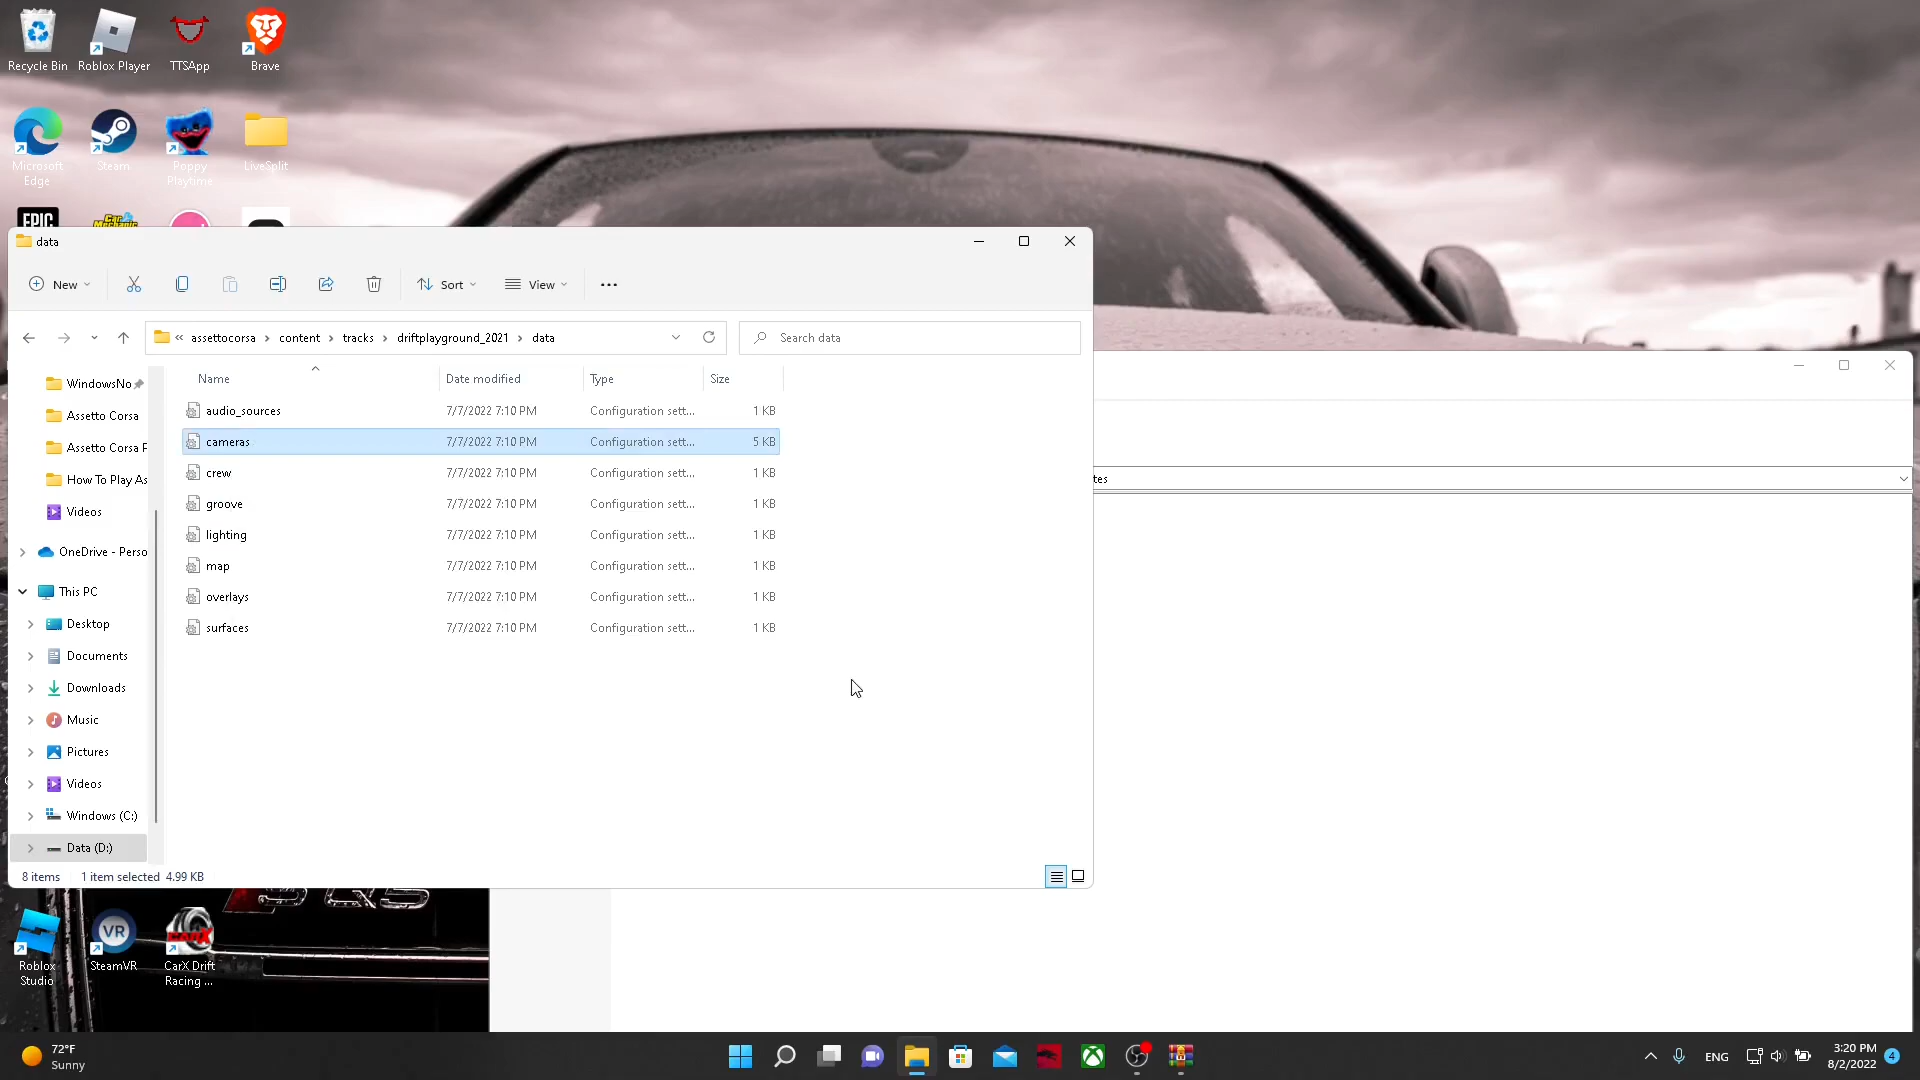 Recycle Bin
Roblox Player
TTSApp
Brave
Microsoft
Edge
Steam
Poppy
Playtime
LiveSplit
EPIC
Car
Mechanic
data
New
Sort
View
« assettocorsa › content › tracks › driftplayground_2021 › data
Search data
Name
Date modified
Type
Size
audio_sources 7/7/2022 7:10 PM Configuration sett... 1 KB
cameras 7/7/2022 7:10 PM Configuration sett... 5 KB
crew 7/7/2022 7:10 PM Configuration sett... 1 KB
groove 7/7/2022 7:10 PM Configuration sett... 1 KB
lighting 7/7/2022 7:10 PM Configuration sett... 1 KB
map 7/7/2022 7:10 PM Configuration sett... 1 KB
overlays 7/7/2022 7:10 PM Configuration sett... 1 KB
surfaces 7/7/2022 7:10 PM Configuration sett... 1 KB
WindowsNo
Assetto Corsa
Assetto Corsa F
How To Play As
Videos
OneDrive - Perso
This PC
Desktop
Documents
Downloads
Music
Pictures
Videos
Windows (C:)
Data (D:)
8 items
1 item selected 4.99 KB
tes
Roblox
Studio
VR
SteamVR
CARX
CarX Drift
Racing ...
72°F
Sunny
ENG
3:20 PM
8/2/2022
4